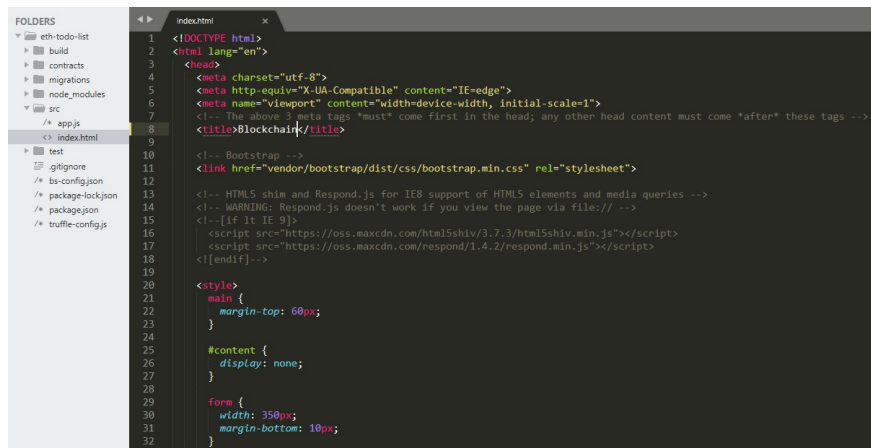 FOLDERS
eth-todo-list
build
contracts
migrations
node_modules
src
/* app.js
<> index.html
test
.gitignore
/* bs-config.json
/* package-lock.json
/* package.json
/* truffle-config.js
index.html ×
1 <!DOCTYPE html>
2 <html lang="en">
3 <head>
4 <meta charset="utf-8">
5 <meta http-equiv="X-UA-Compatible" content="IE=edge">
6 <meta name="viewport" content="width=device-width, initial-scale=1">
7 <!-- The above 3 meta tags *must* come first in the head; any other head content must come *after* these tags -->
8 <title>Blockchain</title>
9
10 <!-- Bootstrap -->
11 <link href="vendor/bootstrap/dist/css/bootstrap.min.css" rel="stylesheet">
12
13 <!-- HTML5 shim and Respond.js for IE8 support of HTML5 elements and media queries -->
14 <!-- WARNING: Respond.js doesn't work if you view the page via file:// -->
15 <!--[if lt IE 9]>
16 <script src="https://oss.maxcdn.com/html5shiv/3.7.3/html5shiv.min.js"></script>
17 <script src="https://oss.maxcdn.com/respond/1.4.2/respond.min.js"></script>
18 <![endif]-->
19
20 <style>
21 main {
22 margin-top: 60px;
23 }
24
25 #content {
26 display: none;
27 }
28
29 form {
30 width: 350px;
31 margin-bottom: 10px;
32 }